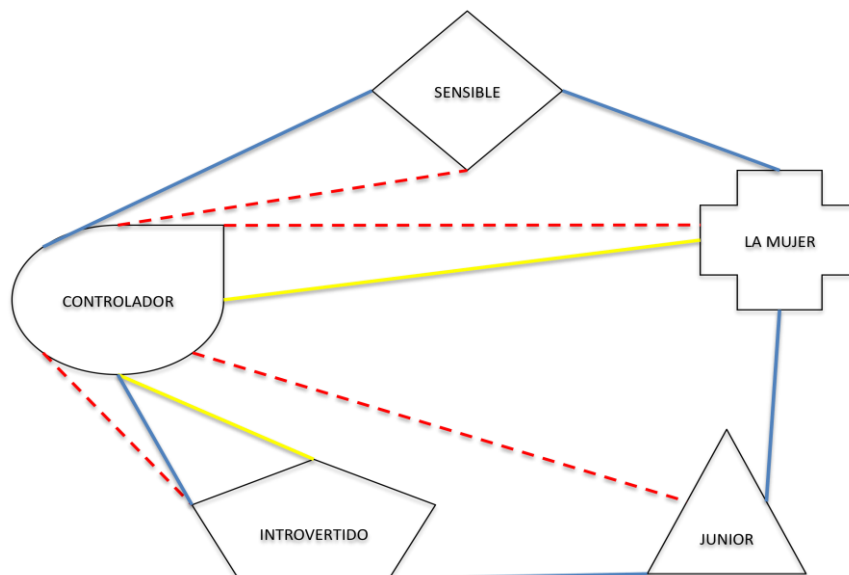 SENSIBLE
LA MUJER
CONTROLADOR
INTROVERTIDO
JUNIOR